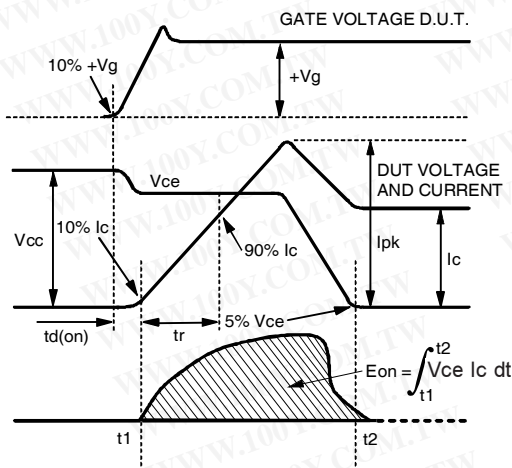 GATE VOLTAGE D.U.T.
10% +Vg
+Vg
Vce
DUT VOLTAGE
AND CURRENT
10% Ic
Vcc
90% Ic
Ipk
Ic
td(on)
tr
5% Vce
Eon = ∫ Vce Ic dt
t2
t1
t1
t2
WWW.100Y.COM.TW